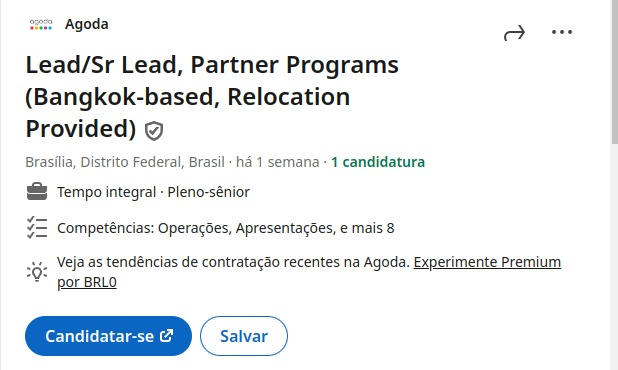 agoda
Agoda
Lead/Sr Lead, Partner Programs
(Bangkok-based, Relocation
Provided)
Brasília, Distrito Federal, Brasil · há 1 semana · 1 candidatura
Tempo integral · Pleno-sênior
Competências: Operações, Apresentações, e mais 8
Veja as tendências de contratação recentes na Agoda. Experimente Premium
por BRL0
Candidatar-se
Salvar